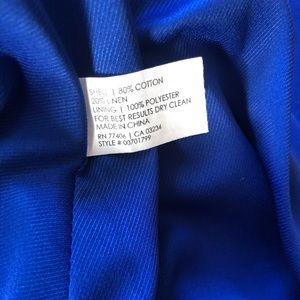 SHELL | 80% COTTON
20% LINEN
LINING | 100% POLYESTER
FOR BEST RESULTS DRY CLEAN
MADE IN CHINA
RN 77406 | CA 03234
STYLE # 00701799